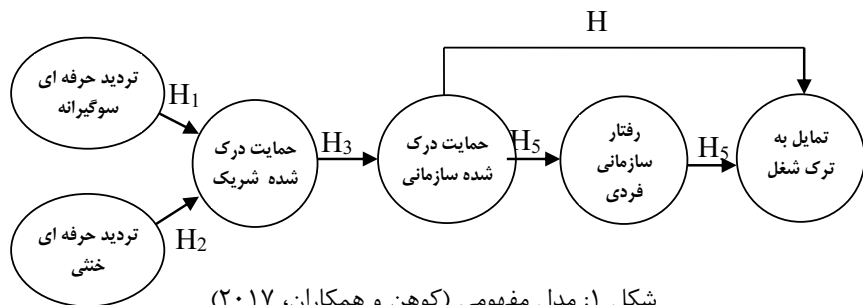 H
تردید حرفه ای
سوگیرانه
H1
حمایت درک
شده شریک
H3
حمایت درک
شده سازمانی
H5
رفتار
سازمانی
فردی
H5
تمایل به
ترک شغل
تردید حرفه ای
خنثی
H2
شکل ۱: مدل مفهومی (کوهن و همکاران، ۲۰۱۷)